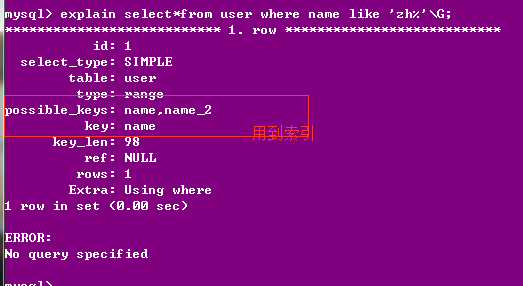 mysql> explain select*from user where name like 'zh%'\G;
*************************** 1. row ***************************
id: 1
select_type: SIMPLE
table: user
type: range
possible_keys: name,name_2
key: name
用到索引
key_len: 98
ref: NULL
rows: 1
Extra: Using where
1 row in set (0.00 sec)
ERROR:
No query specified
mysql>